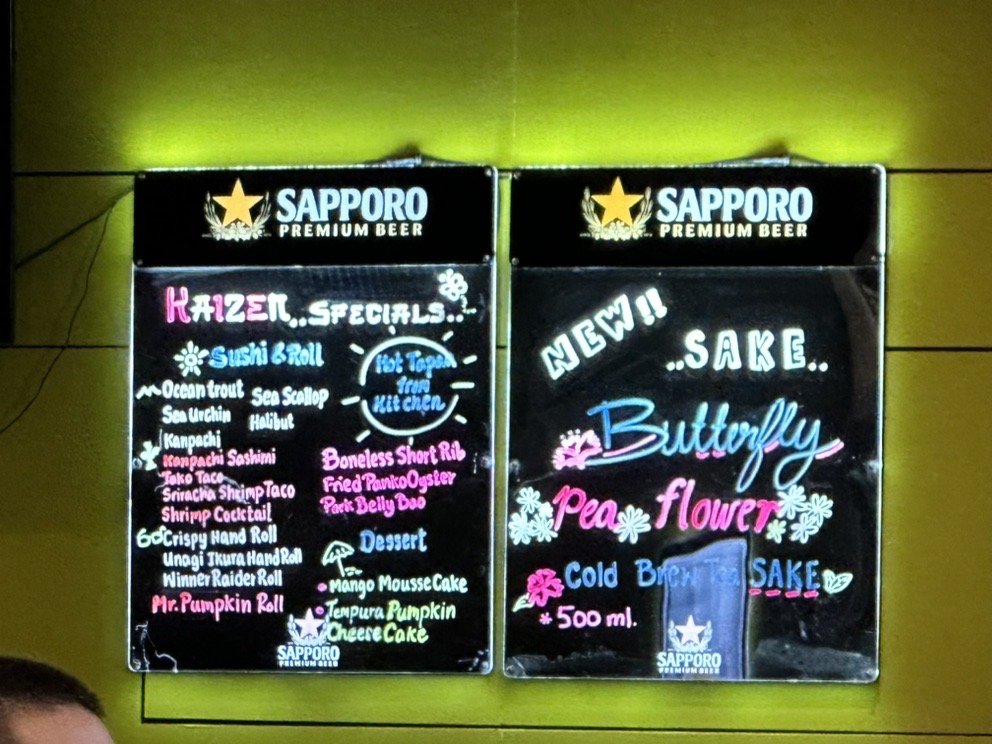 SAPPORO
PREMIUM BEER
KAIZEN..SPECIALS..
Sushi & Roll
Ocean trout
Sea Urchin
Kanpachi
Sea Scallop
Halibut
Kanpachi Sashimi
Tako Taco
Sriracha Shrimp Taco
Shrimp Cocktail
Crispy Hand Roll
Unagi Ikura Hand Roll
Winner Raider Roll
Mr. Pumpkin Roll
Hot Tapas
from
Kitchen
Boneless Short Rib
Fried Panko Oyster
Pork Belly Bao
Dessert
Mango Mousse Cake
Tempura Pumpkin
Cheese Cake
SAPPORO
PREMIUM BEER
SAPPORO
PREMIUM BEER
NEW!!
..SAKE..
Butterfly
Pea flower
Cold Brew Tea SAKE
* 500 ml.
SAPPORO
PREMIUM BEER